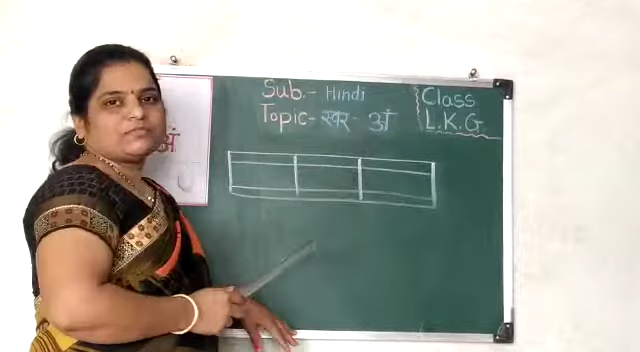 Sub.- Hindi
Topic- स्वर - अं
Class
L.K.G
अं